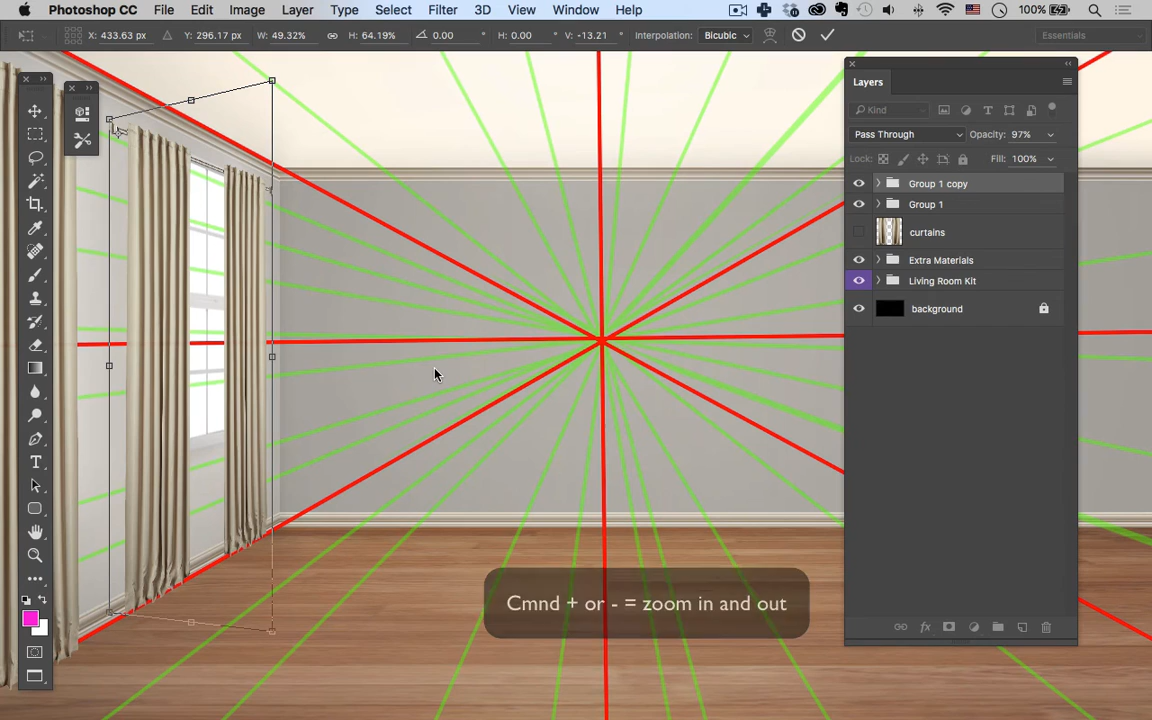 Photoshop CC File Edit Image Layer Type Select Filter 3D View Window Help 100%
X: 433.63 px Y: 296.17 px W: 49.32% H: 64.19% 0.00 ° H: 0.00 ° V: -13.21 ° Interpolation: Bicubic Essentials
Layers
Kind
Pass Through Opacity: 97%
Lock: Fill: 100%
Group 1 copy
Group 1
curtains
Extra Materials
Living Room Kit
background
T
Cmnd + or - = zoom in and out
fx